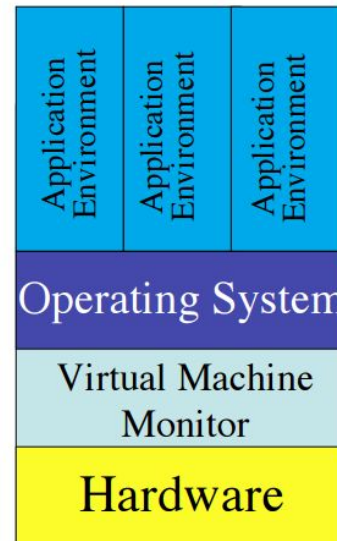 Application
Environment
Application
Environment
Application
Environment
Operating System
Virtual Machine
Monitor
Hardware